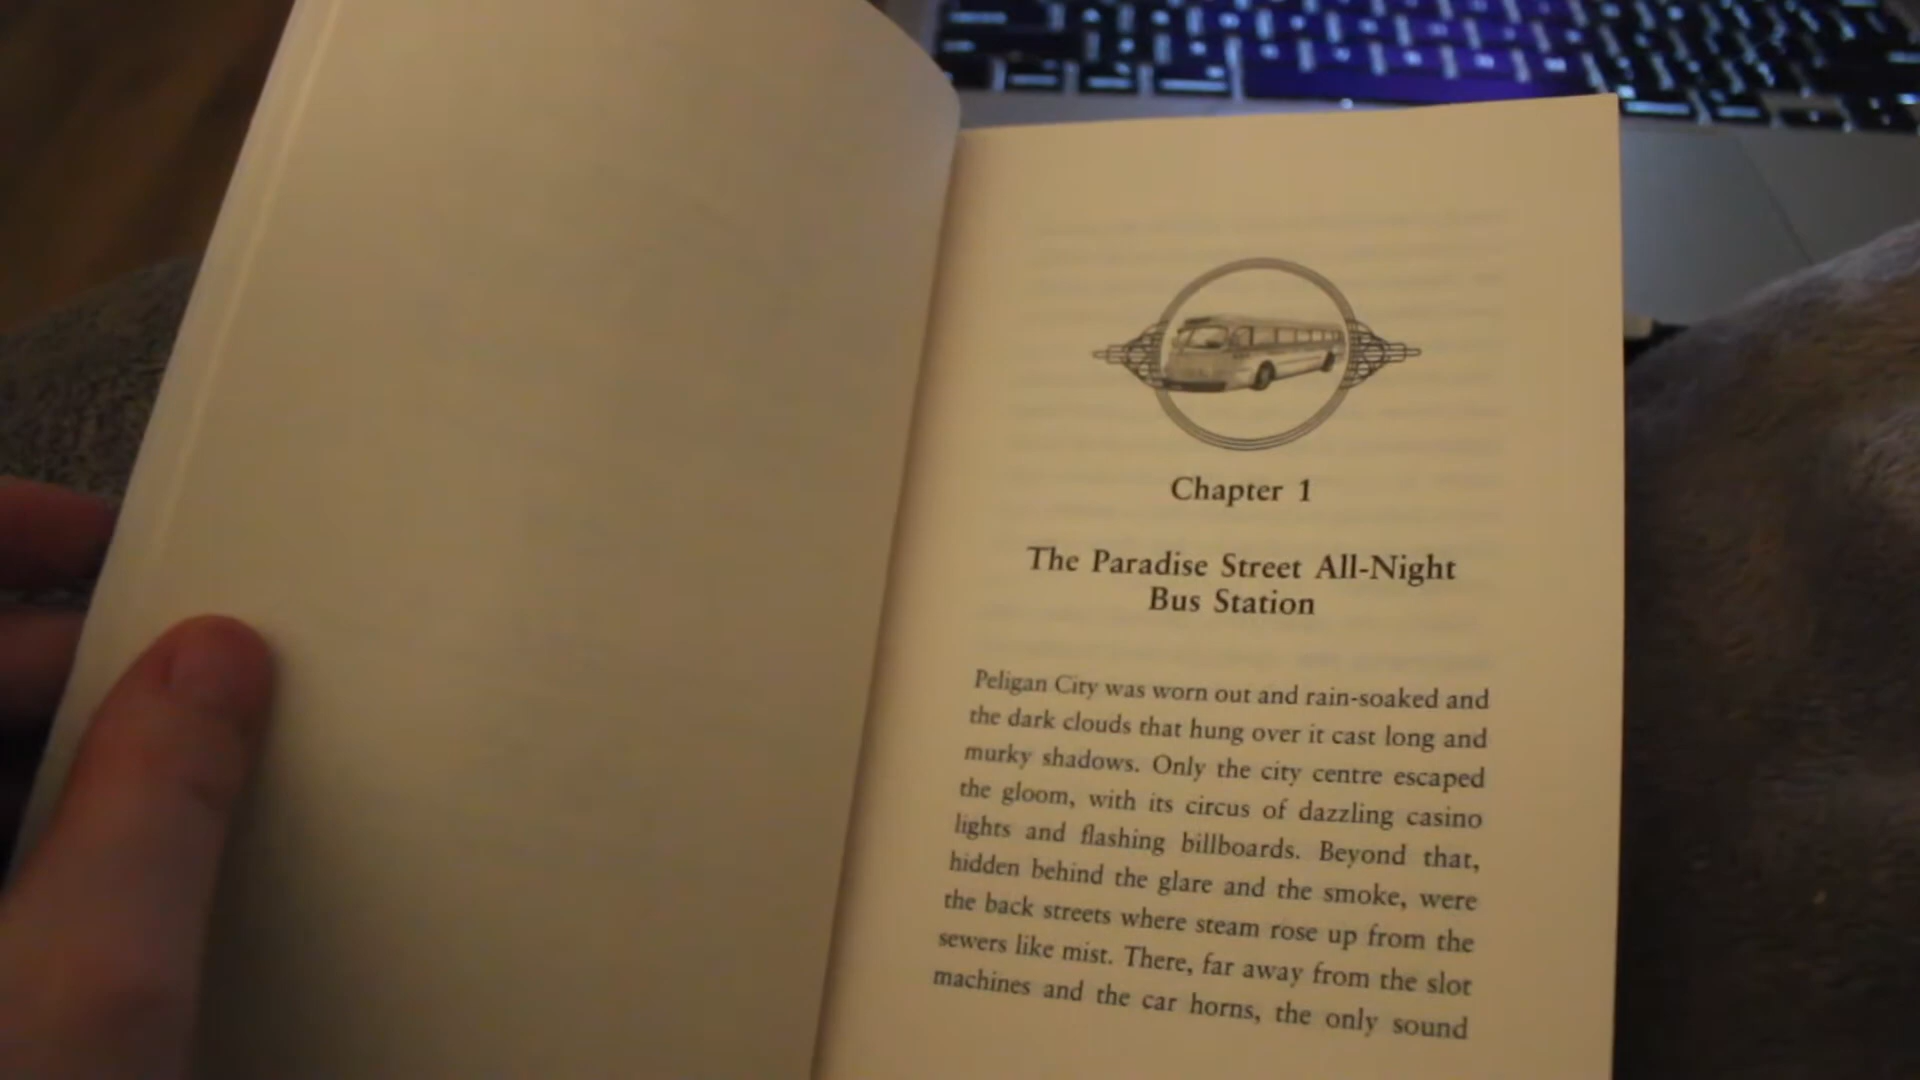 Chapter 1
The Paradise Street All-Night
Bus Station
Peligan City was worn out and rain-soaked and
the dark clouds that hung over it cast long and
murky shadows. Only the city centre escaped
the gloom, with its circus of dazzling casino
lights and flashing billboards. Beyond that,
hidden behind the glare and the smoke, were
the back streets where steam rose up from the
sewers like mist. There, far away from the slot
machines and the car horns, the only sound